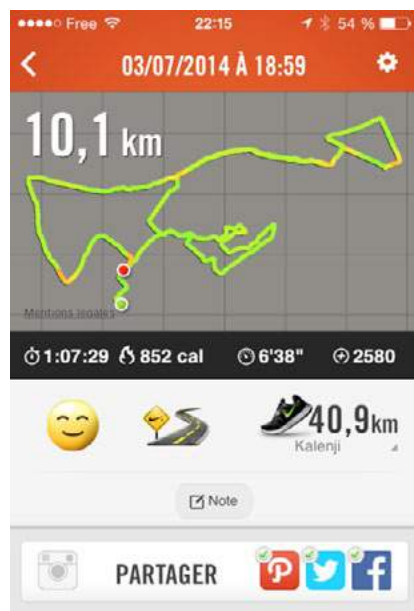 Free 22:15 54 %
03/07/2014 À 18:59
10,1 km
Mentions légales
1:07:29 852 cal 6'38" 2580
40,9km
Kalenji
Note
PARTAGER